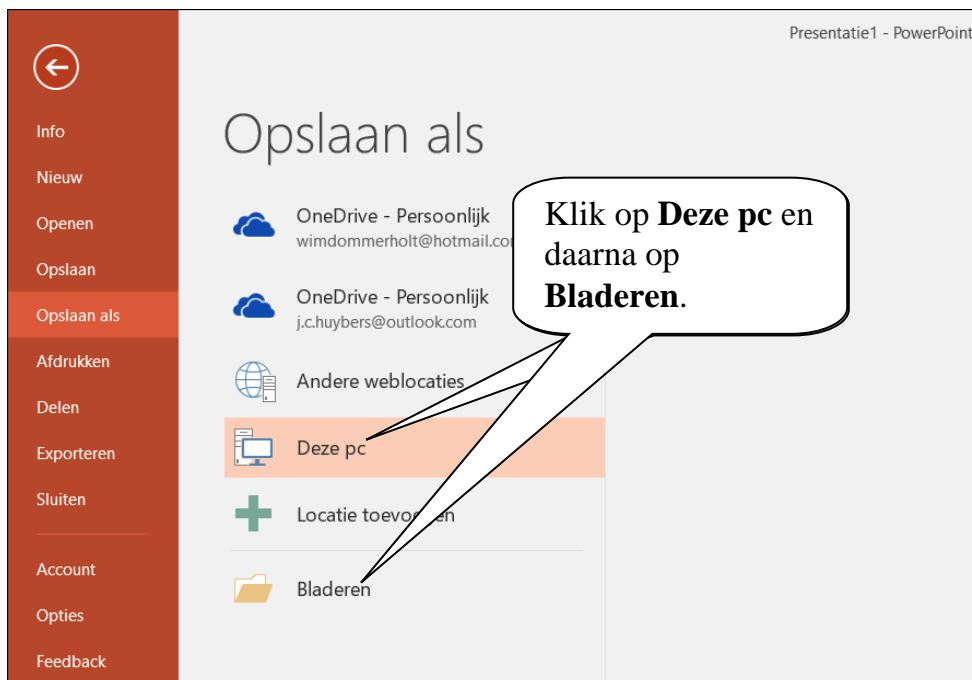 Presentatie1 - PowerPoint
Info
Nieuw
Openen
Opslaan
Opslaan als
Afdrukken
Delen
Exporteren
Sluiten
Account
Opties
Feedback
Opslaan als
OneDrive - Persoonlijk
wimdommerholt@hotmail.co
OneDrive - Persoonlijk
j.c.huybers@outlook.com
Andere weblocaties
Deze pc
Locatie toevoegen
Bladeren
Klik op Deze pc en
daarna op
Bladeren.